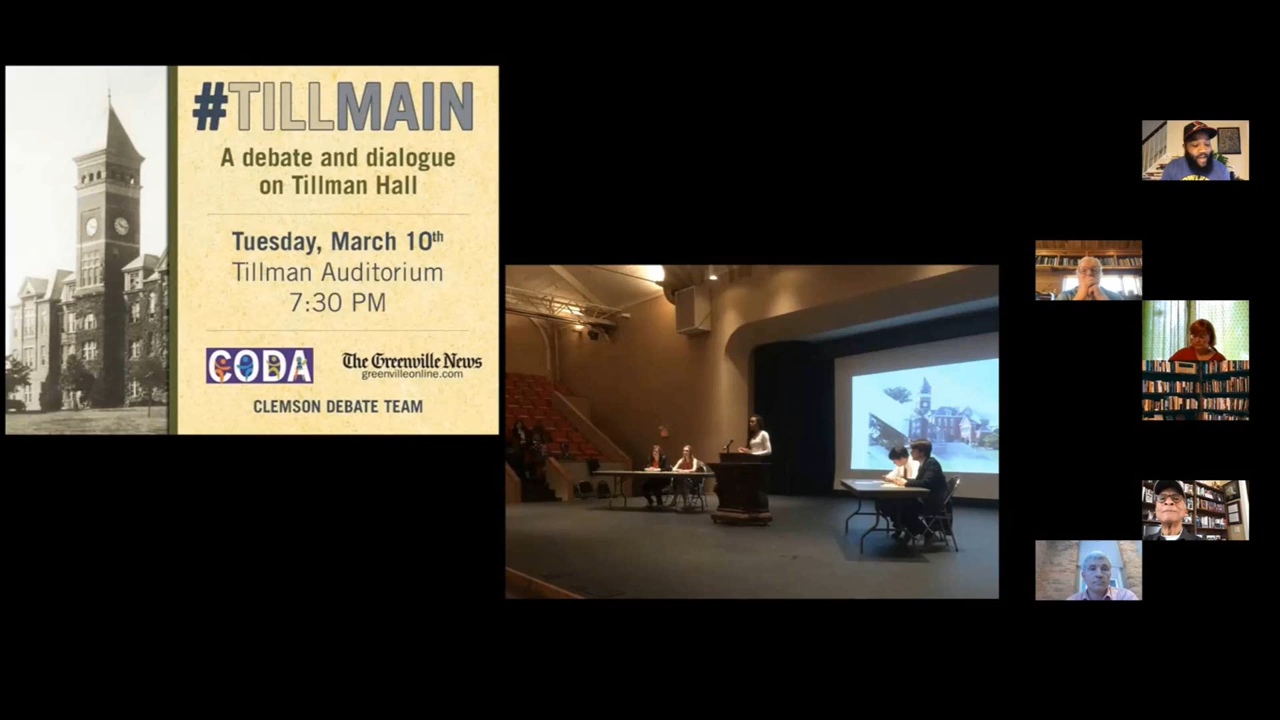 #TILLMAIN
A debate and dialogue
on Tillman Hall
Tuesday, March 10th
Tillman Auditorium
7:30 PM
CODA
The Greenville News
greenvilleonline.com
CLEMSON DEBATE TEAM